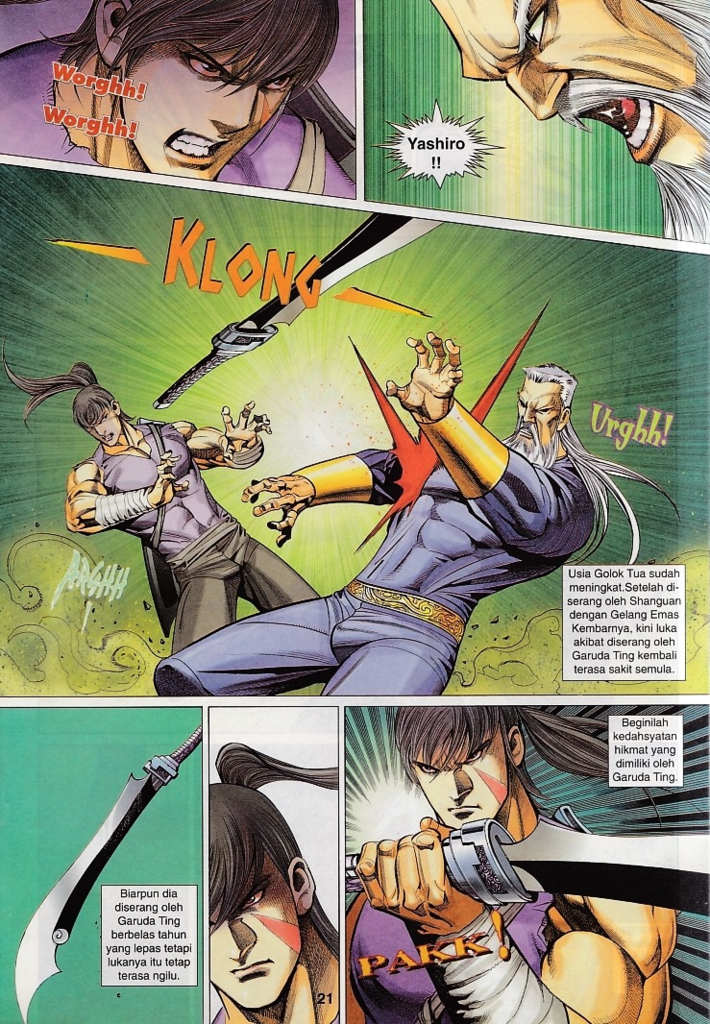 Worghh!
Worghh!
Yashiro
!!
KLONG
Urghh!
ARGHH
!
Usia Golok Tua sudah
meningkat.Setelah di-
serang oleh Shanguan
dengan Gelang Emas
Kembarnya, kini luka
akibat diserang oleh
Garuda Ting kembali
terasa sakit semula.
Biarpun dia
diserang oleh
Garuda Ting
berbelas tahun
yang lepas tetapi
lukanya itu tetap
terasa ngilu.
Beginilah
kedahsyatan
hikmat yang
dimiliki oleh
Garuda Ting.
PAKK!
21